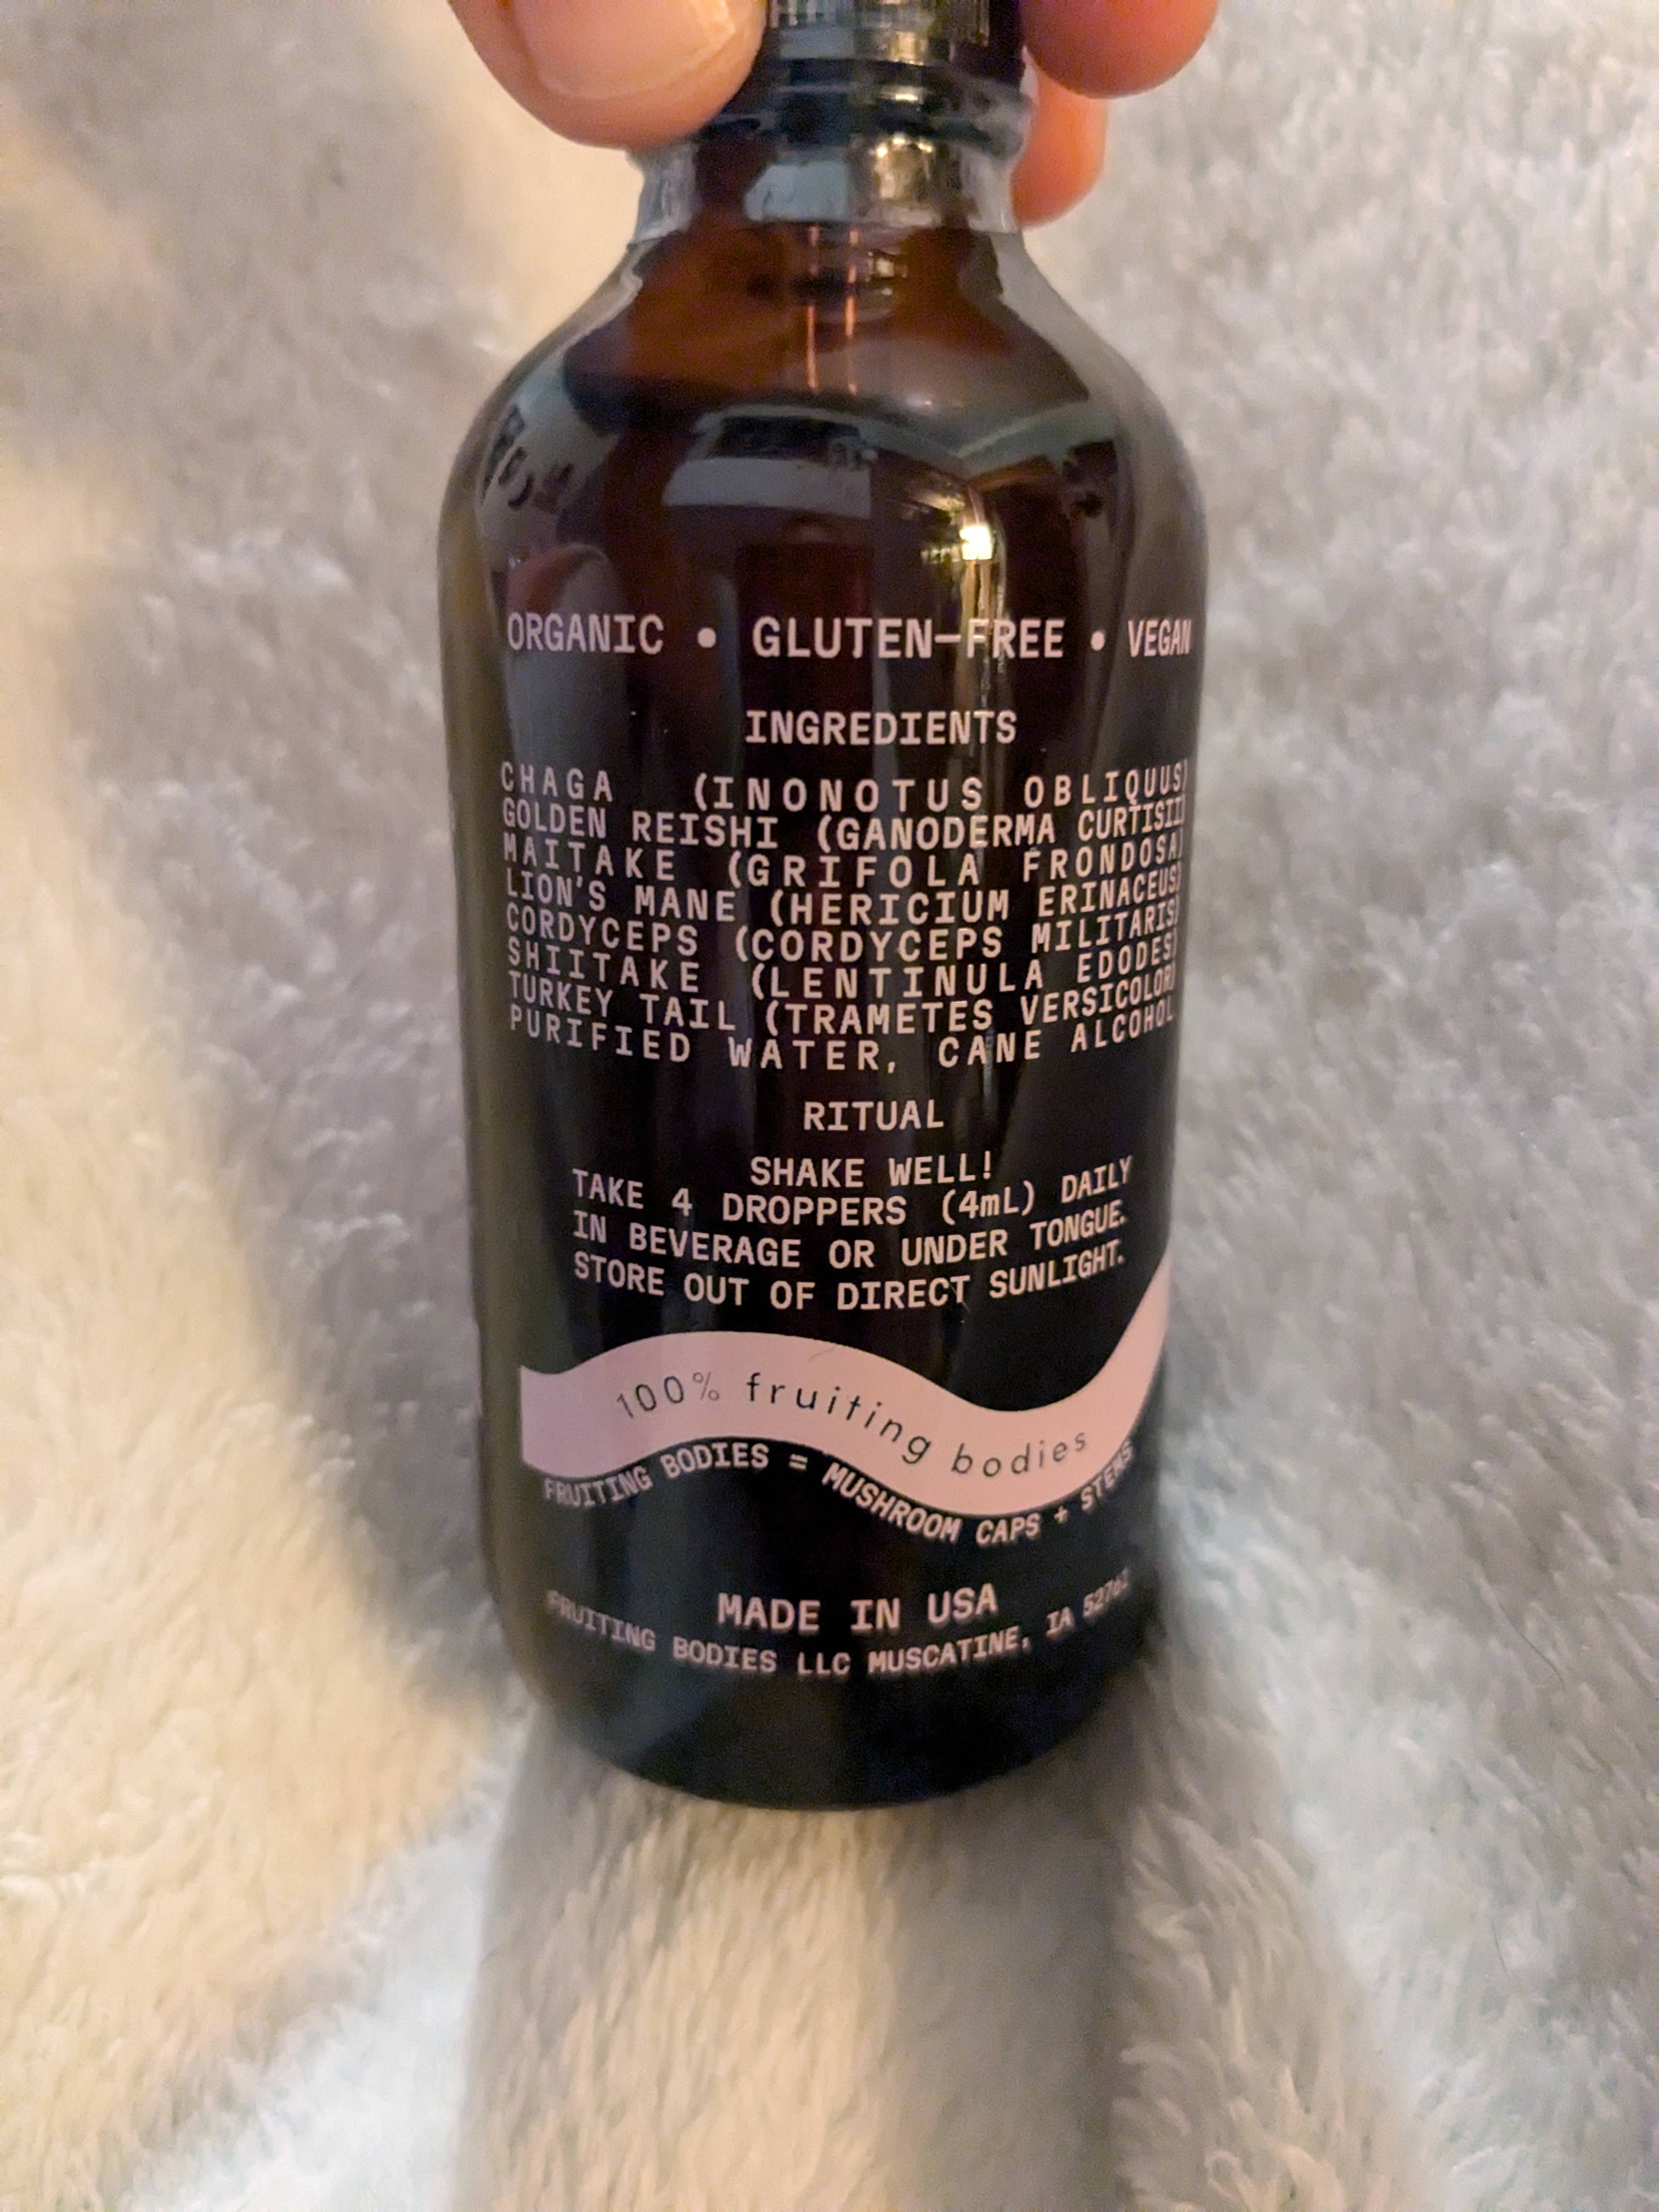 ORGANIC • GLUTEN-FREE • VEGAN
INGREDIENTS
CHAGA (INONOTUS OBLIQUUS)
GOLDEN REISHI (GANODERMA CURTISII)
MAITAKE (GRIFOLA FRONDOSA)
LION'S MANE (HERICIUM ERINACEUS)
CORDYCEPS (CORDYCEPS MILITARIS)
SHIITAKE (LENTINULA EDODES)
TURKEY TAIL (TRAMETES VERSICOLOR)
PURIFIED WATER, CANE ALCOHOL
RITUAL
SHAKE WELL!
TAKE 4 DROPPERS (4mL) DAILY
IN BEVERAGE OR UNDER TONGUE.
STORE OUT OF DIRECT SUNLIGHT.
100% fruiting bodies
FRUITING BODIES = MUSHROOM CAPS + STEMS
MADE IN USA
FRUITING BODIES LLC MUSCATINE, IA 52761